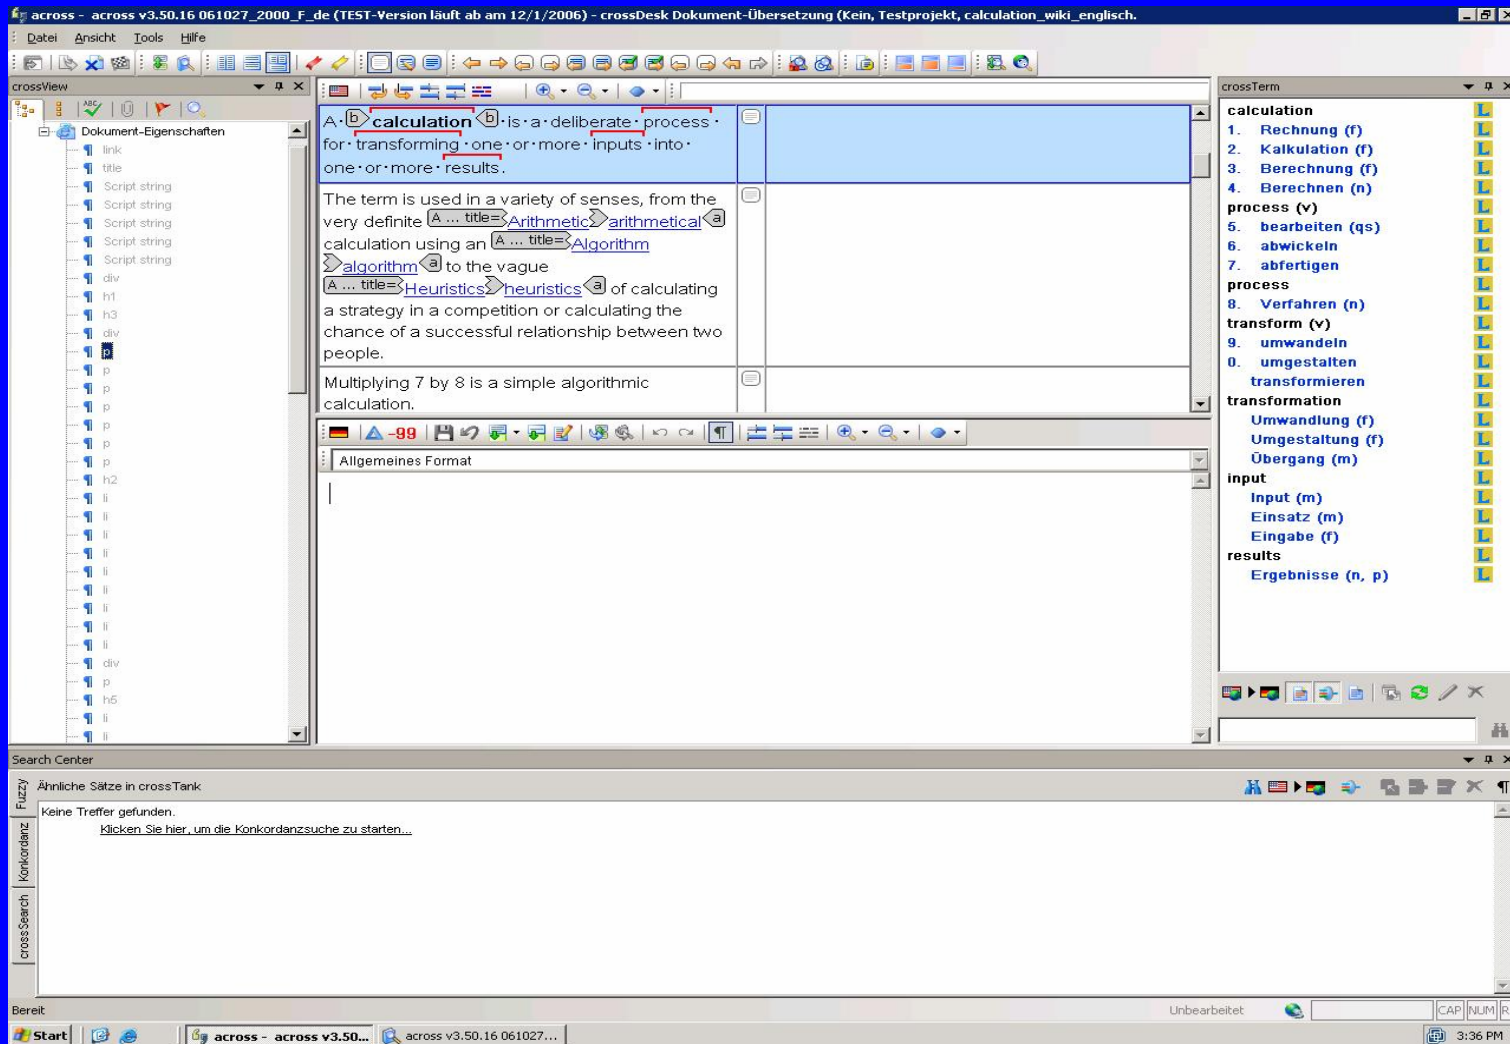 across - across v3.50.16 061027_2000_F_de (TEST-Version läuft ab am 12/1/2006) - crossDesk Dokument-Übersetzung (Kein, Testprojekt, calculation_wiki_englisch.
Datei Ansicht Tools Hilfe
crossView
ABC
Dokument-Eigenschaften
link
title
Script string
Script string
Script string
Script string
Script string
div
h1
h3
div
p
p
p
p
p
p
p
h2
li
li
li
li
li
li
li
li
li
div
p
h5
li
li
A·b calculation b·is·a·deliberate·process·
for·transforming·one·or·more·inputs·into·
one·or·more·results.
The term is used in a variety of senses, from the
very definite A ... title= Arithmetic arithmetical a
calculation using an A ... title= Algorithm
algorithm a to the vague
A ... title= Heuristics heuristics a of calculating
a strategy in a competition or calculating the
chance of a successful relationship between two
people.
Multiplying 7 by 8 is a simple algorithmic
calculation.
-99
Allgemeines Format
crossTerm
calculation L
1. Rechnung (f) L
2. Kalkulation (f) L
3. Berechnung (f) L
4. Berechnen (n) L
process (v) L
5. bearbeiten (qs) L
6. abwickeln L
7. abfertigen L
process L
8. Verfahren (n) L
transform (v) L
9. umwandeln L
0. umgestalten L
transformieren L
transformation L
Umwandlung (f) L
Umgestaltung (f) L
Übergang (m) L
input L
Input (m) L
Einsatz (m) L
Eingabe (f) L
results L
Ergebnisse (n, p) L
Search Center
Fuzzy
Konkordanz
crossSearch
Ähnliche Sätze in crossTank
Keine Treffer gefunden.
Klicken Sie hier, um die Konkordanzsuche zu starten...
Bereit
Unbearbeitet
CAP NUM R
Start
across - across v3.50...
across v3.50.16 061027...
3:36 PM